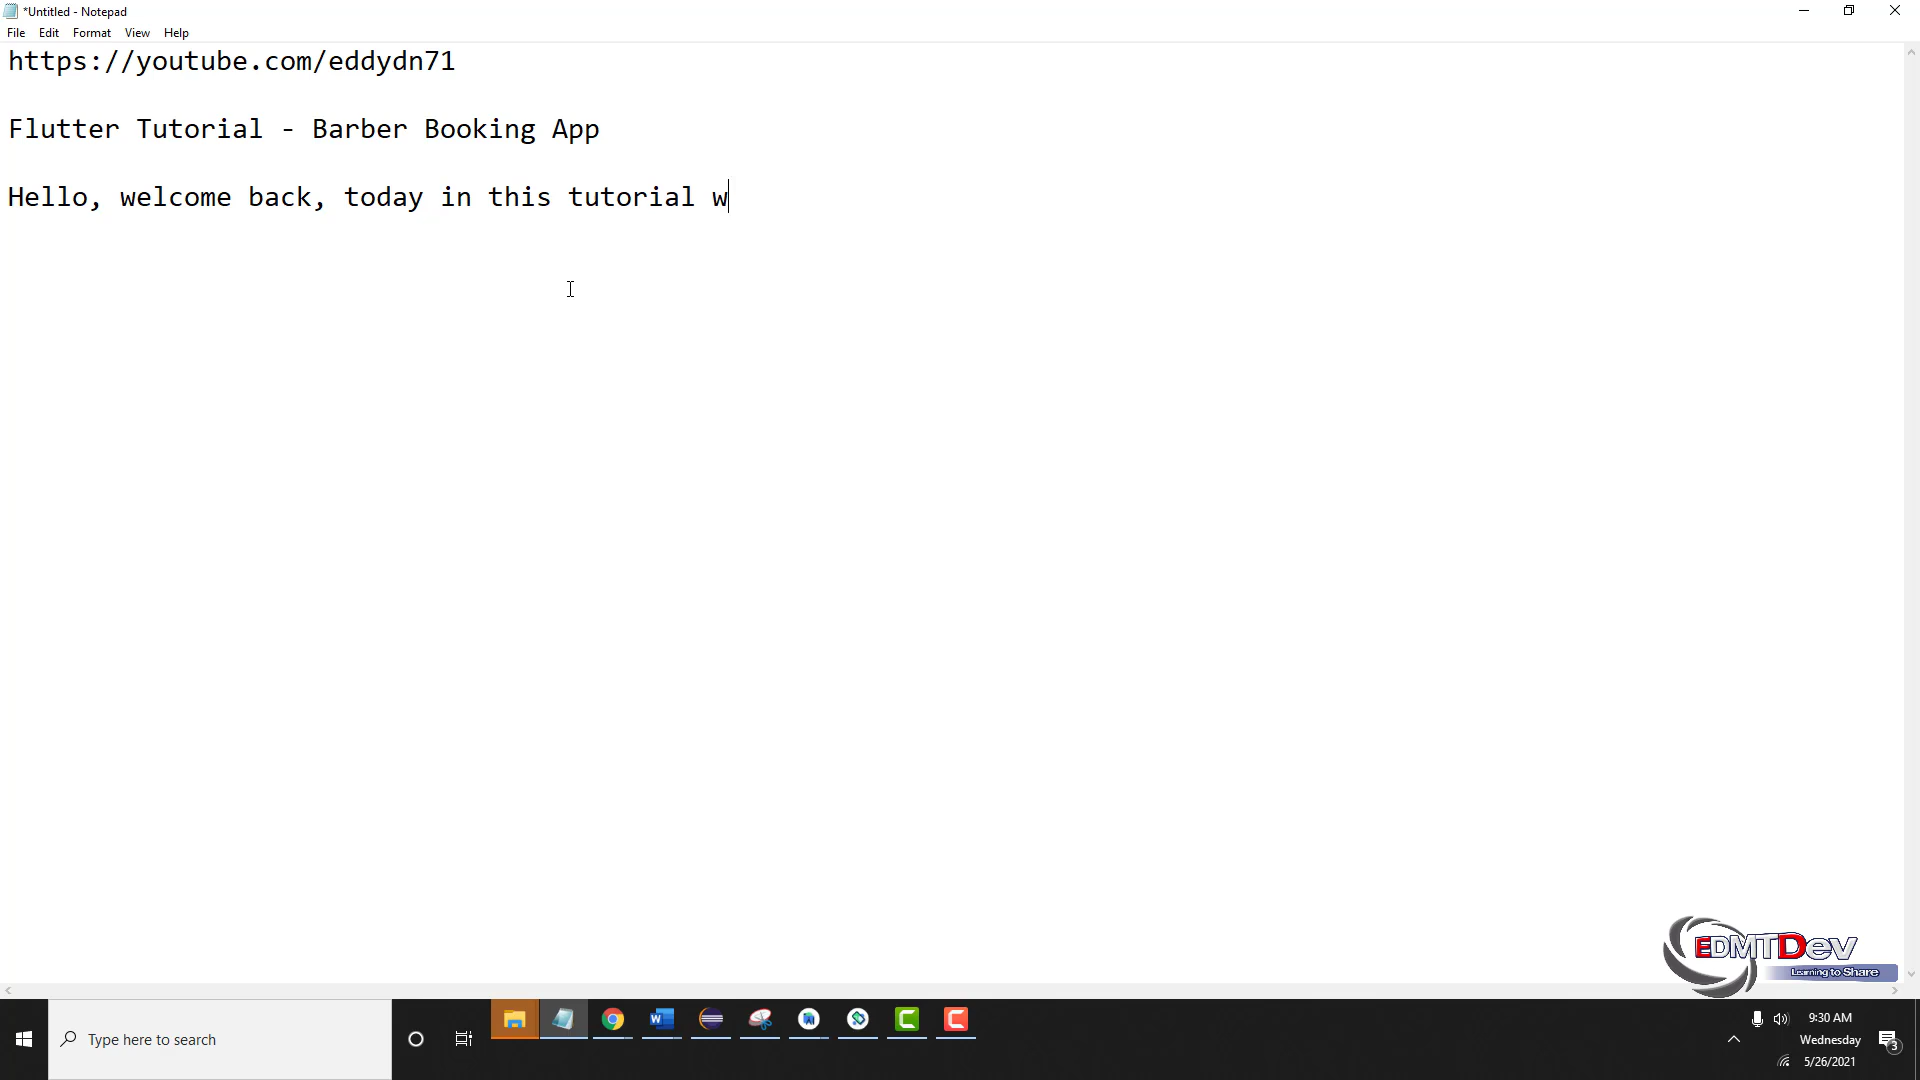 *Untitled - Notepad
File Edit Format View Help
https://youtube.com/eddydn71
Flutter Tutorial - Barber Booking App
Hello, welcome back, today in this tutorial w
EDMTDev
Learning to Share
Type here to search
9:30 AM
Wednesday
3
5/26/2021